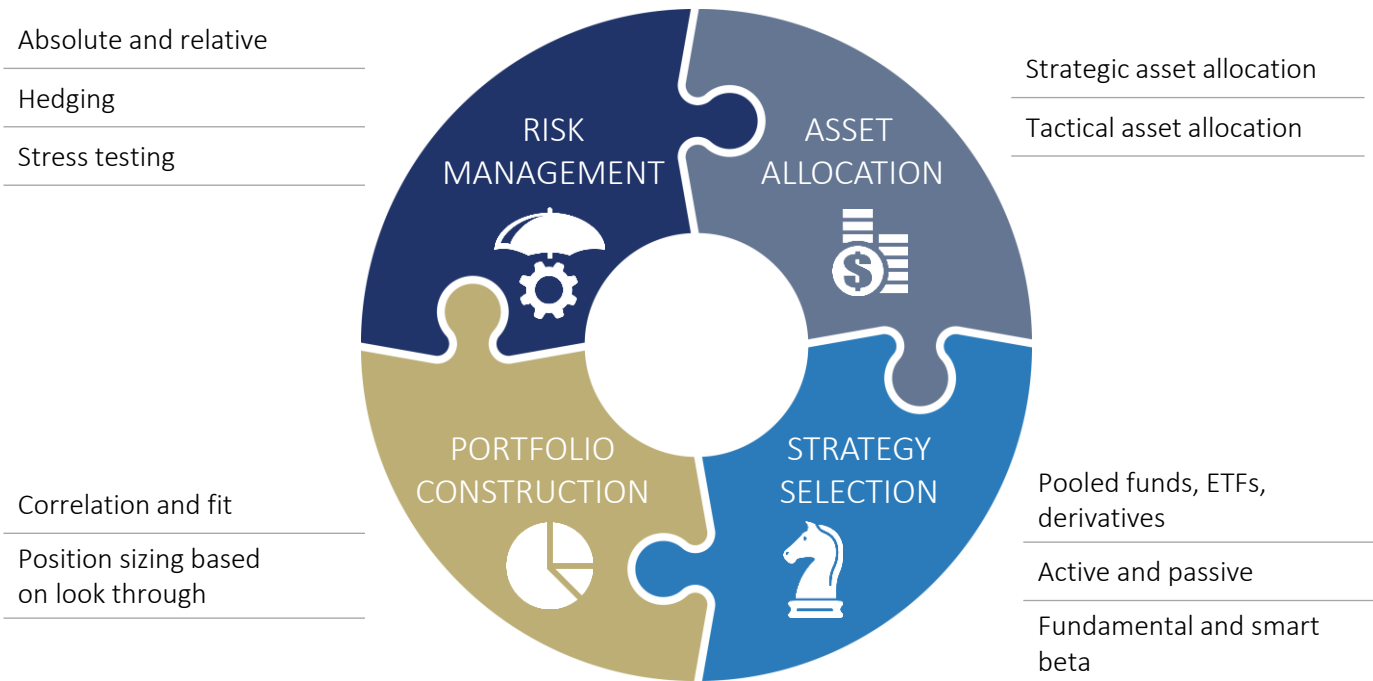 Absolute and relative
Hedging
Stress testing
RISK
MANAGEMENT
ASSET
ALLOCATION
Strategic asset allocation
Tactical asset allocation
$
PORTFOLIO
CONSTRUCTION
Correlation and fit
Position sizing based
on look through
STRATEGY
SELECTION
Pooled funds, ETFs,
derivatives
Active and passive
Fundamental and smart
beta